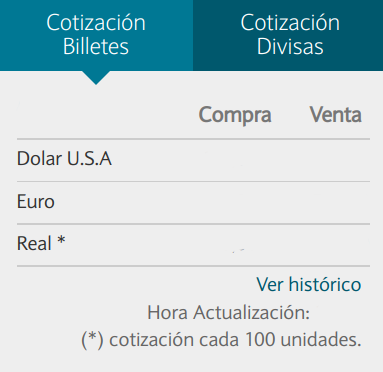 Cotización
Billetes
Cotización
Divisas
Compra Venta
Dolar U.S.A
Euro
Real *
Ver histórico
Hora Actualización:
(*) cotización cada 100 unidades.